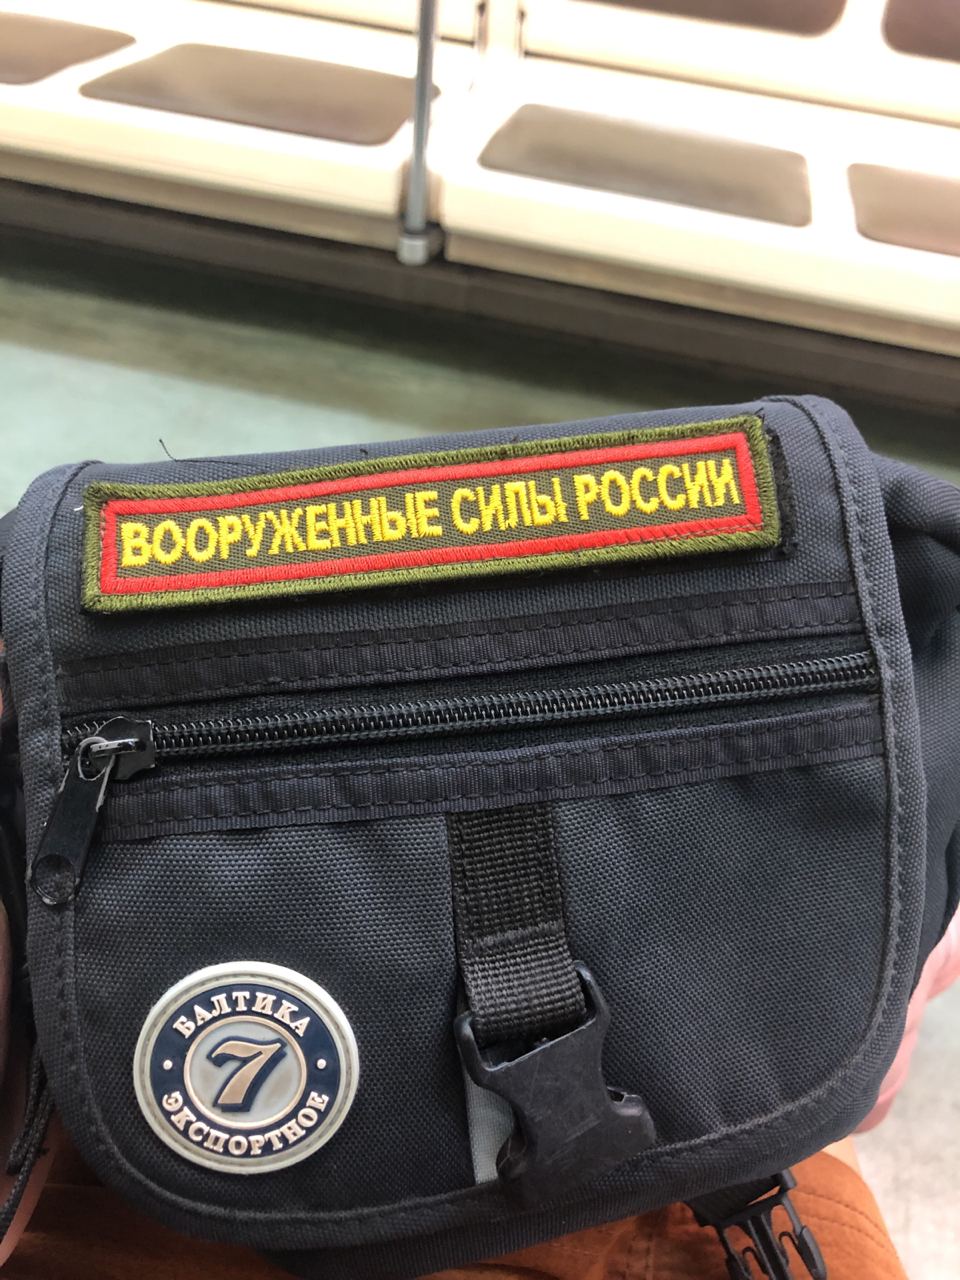 ВООРУЖЕННЫЕ СИЛЫ РОССИИ
БАЛТИКА
7
ЭКСПОРТНОЕ